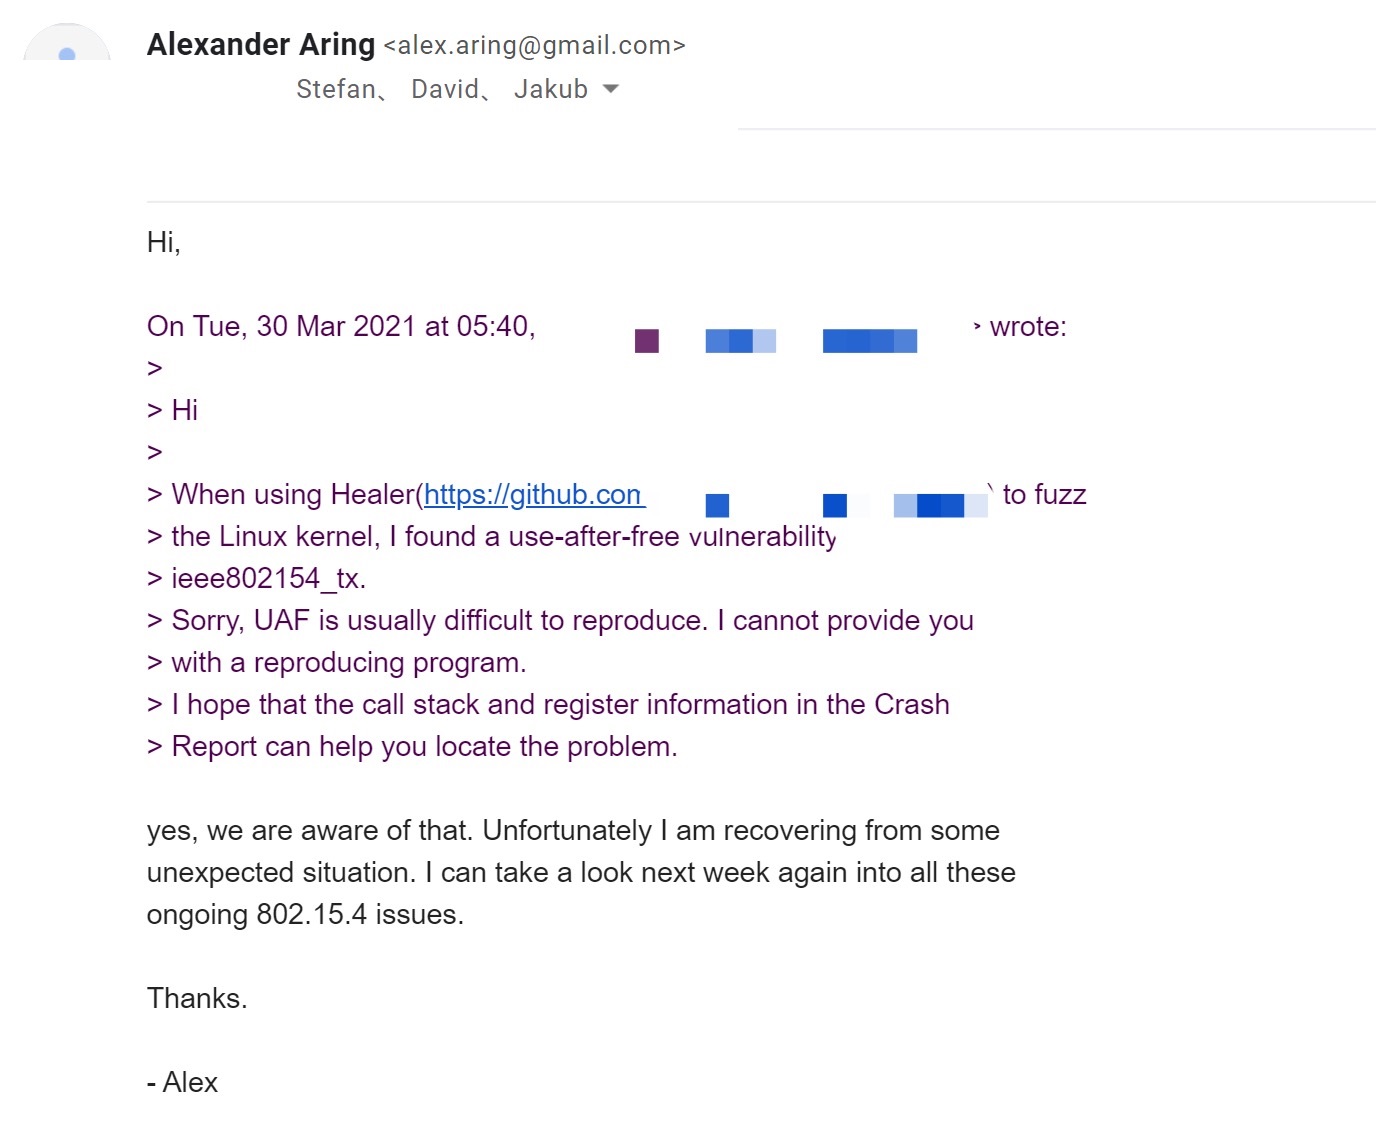 Alexander Aring <alex.aring@gmail.com>
Stefan、 David、 Jakub
Hi,
On Tue, 30 Mar 2021 at 05:40, > wrote:
>
> Hi
>
> When using Healer(https://github.com to fuzz
> the Linux kernel, I found a use-after-free vulnerability
> ieee802154_tx.
> Sorry, UAF is usually difficult to reproduce. I cannot provide you
> with a reproducing program.
> I hope that the call stack and register information in the Crash
> Report can help you locate the problem.
yes, we are aware of that. Unfortunately I am recovering from some
unexpected situation. I can take a look next week again into all these
ongoing 802.15.4 issues.
Thanks.
- Alex